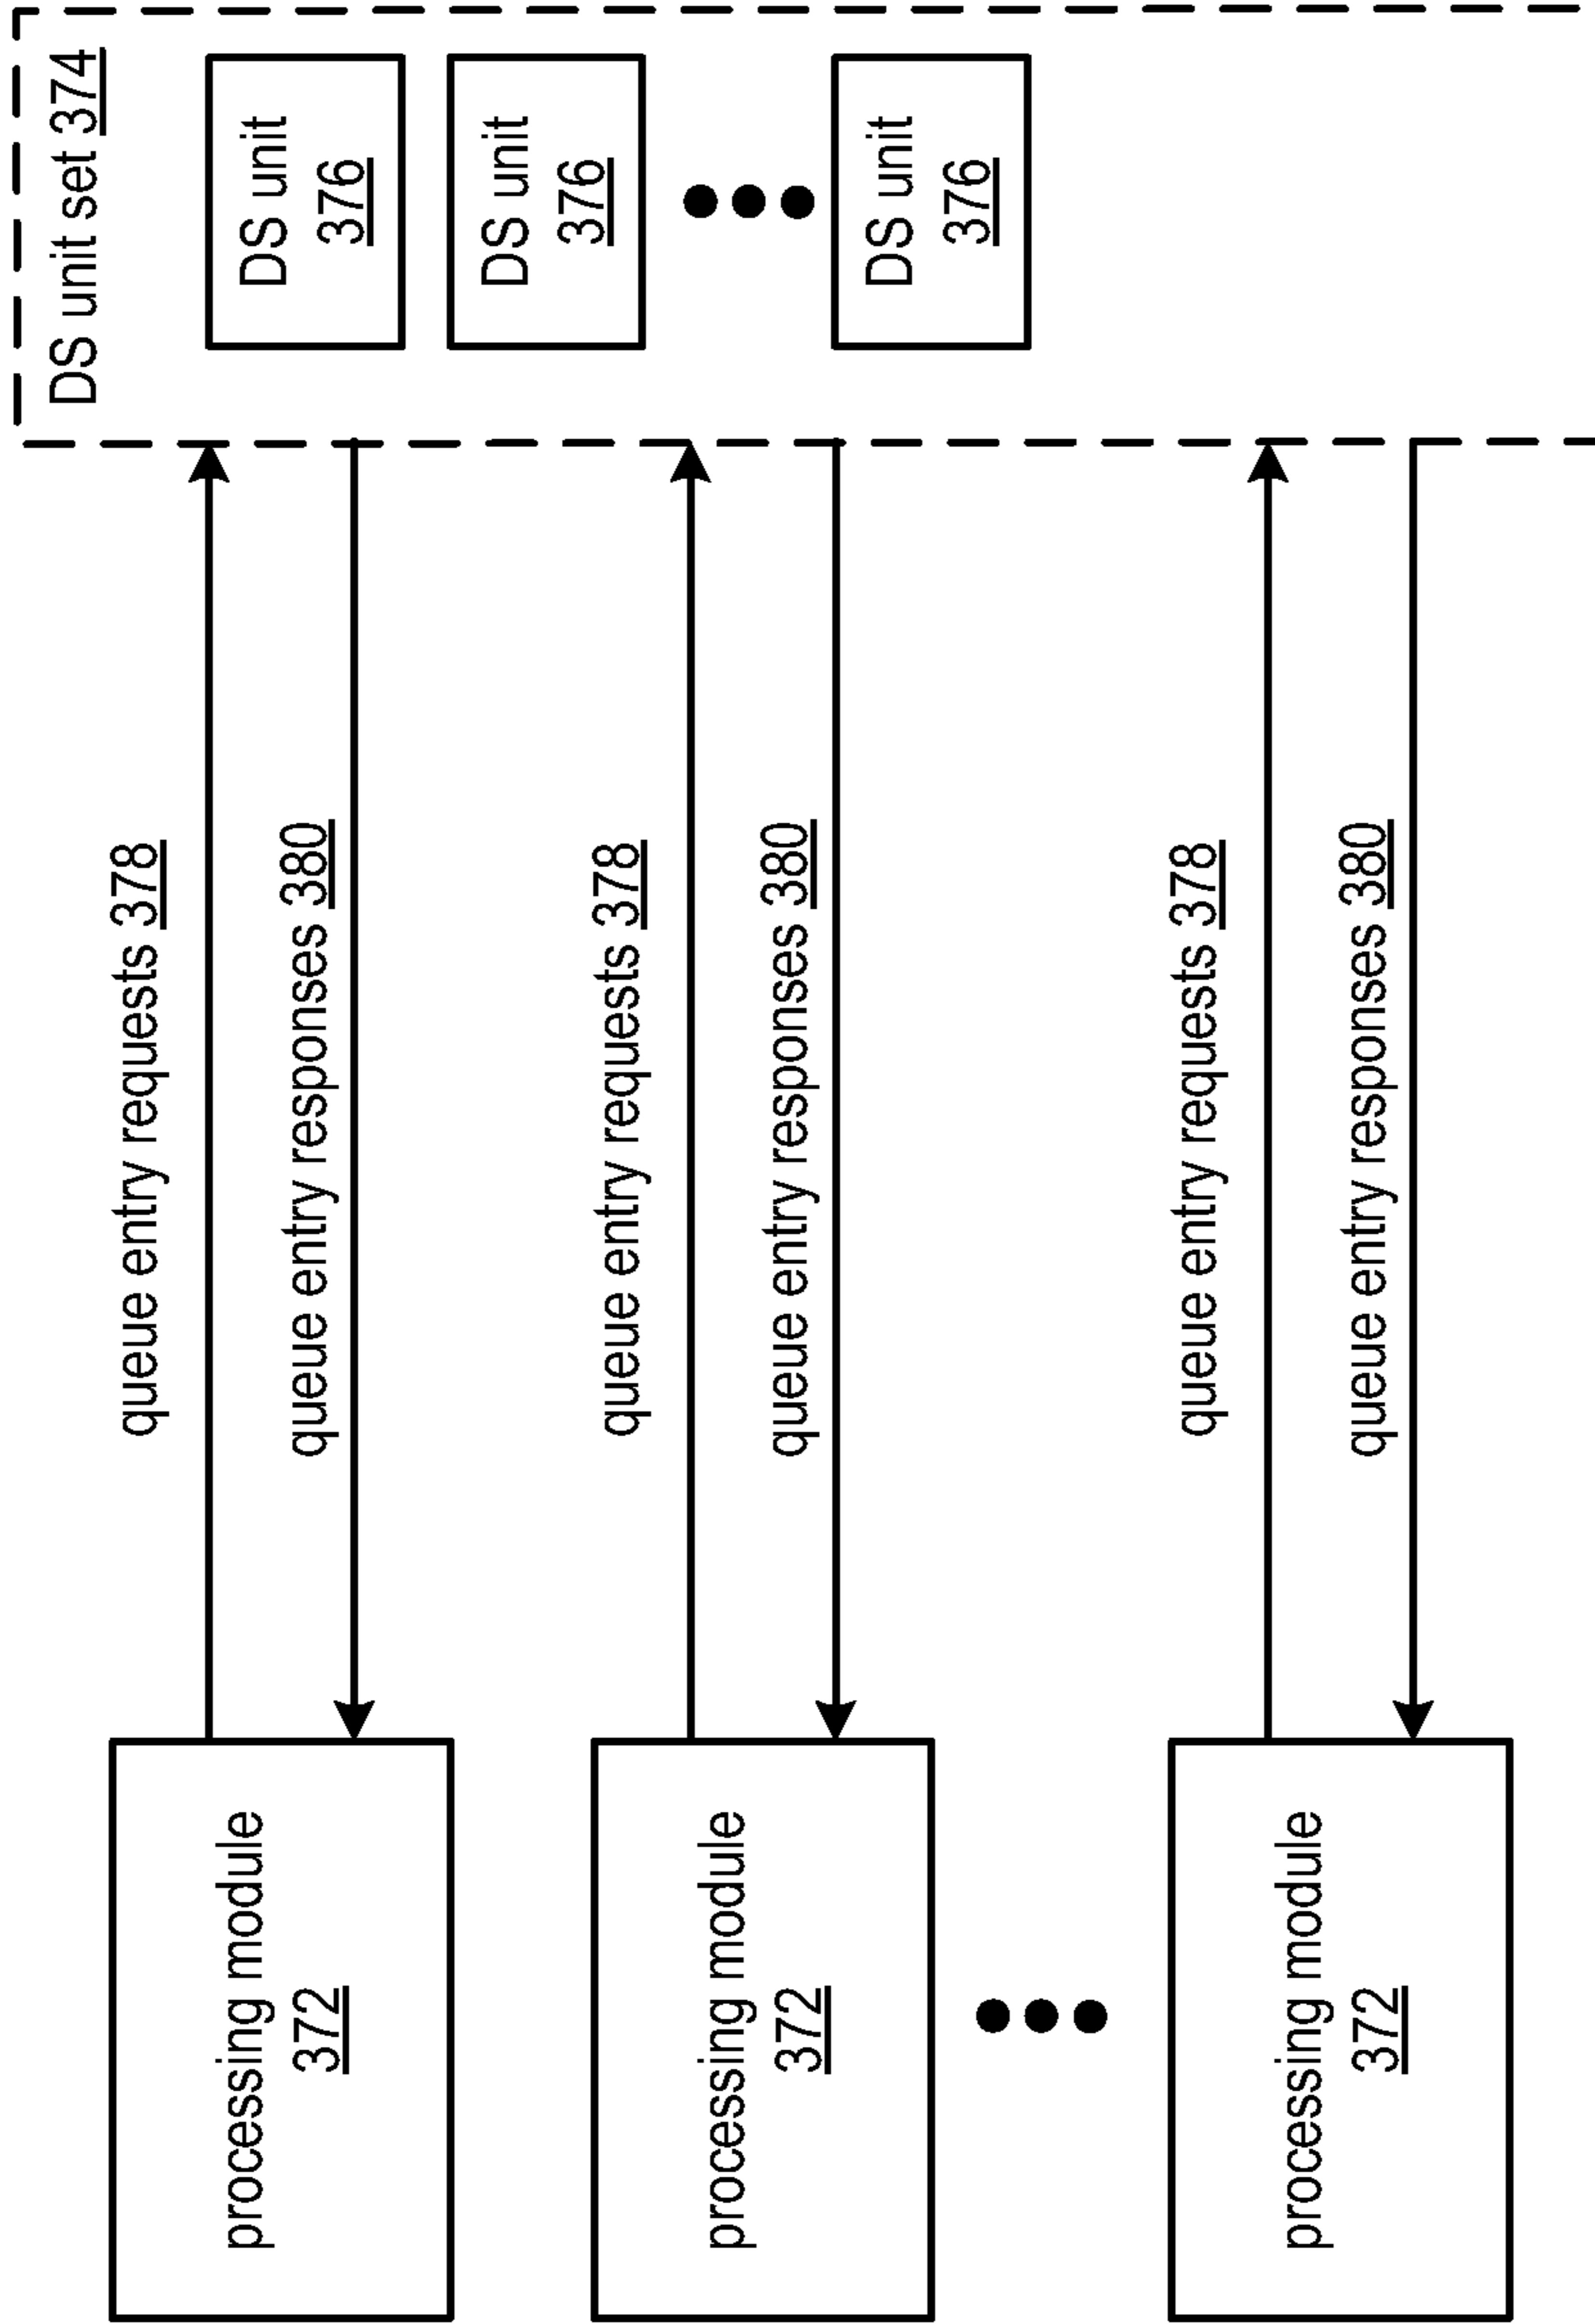 DS unit set 374
DS unit
376
DS unit
376
DS unit
376
queue entry requests 378
queue entry responses 380
queue entry requests 378
queue entry responses 380
queue entry requests 378
queue entry responses 380
processing module
372
processing module
372
processing module
372